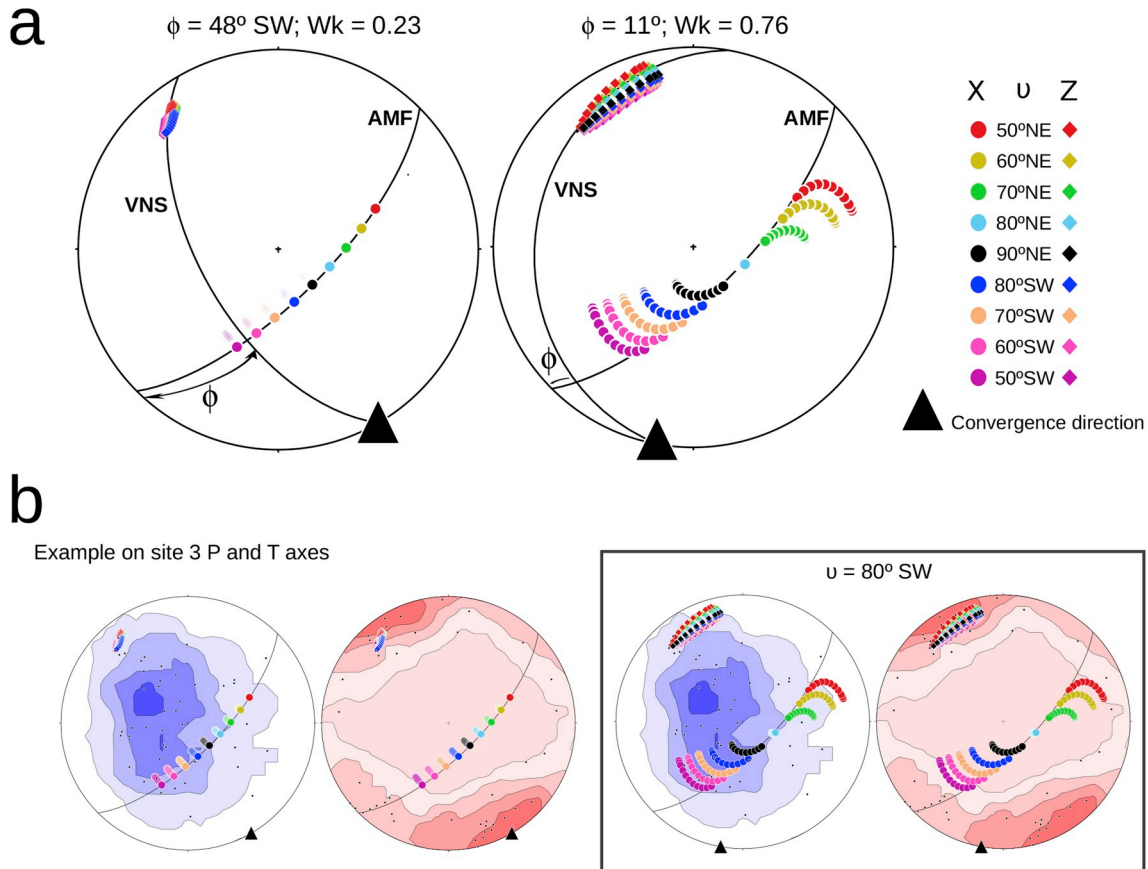 a
ϕ = 48º SW; Wk = 0.23
ϕ = 11º; Wk = 0.76
AMF
VNS
ϕ
AMF
VNS
ϕ
X υ Z
50ºNE
60ºNE
70ºNE
80ºNE
90ºNE
80ºSW
70ºSW
60ºSW
50ºSW
Convergence direction
b
Example on site 3 P and T axes
υ = 80º SW